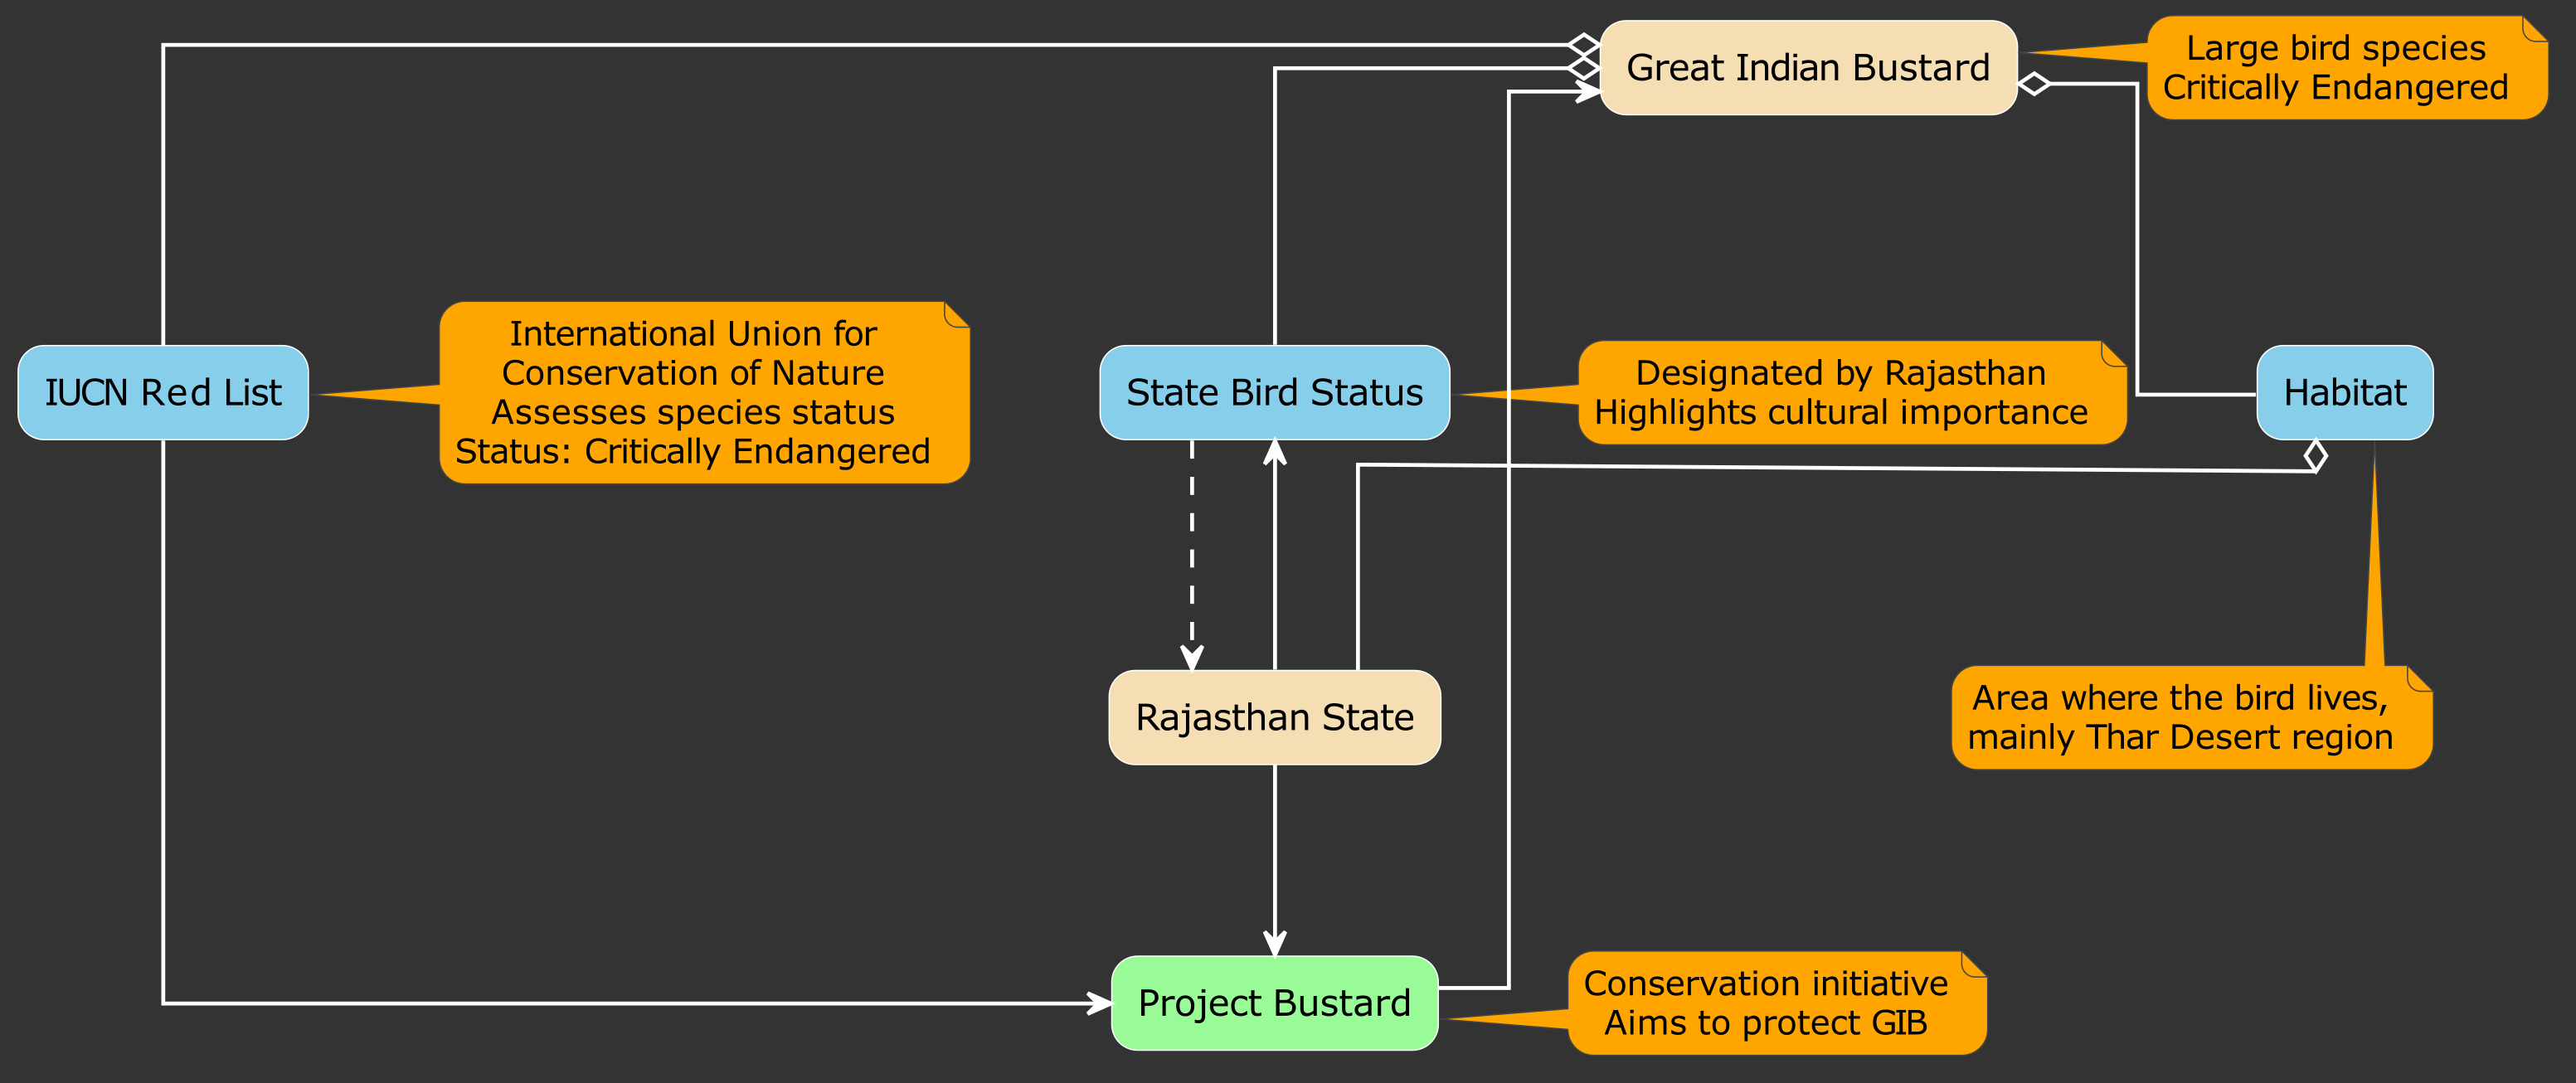 Great Indian Bustard
Large bird species
Critically Endangered
IUCN Red List
International Union for
Conservation of Nature
Assesses species status
Status: Critically Endangered
State Bird Status
Designated by Rajasthan
Highlights cultural importance
Habitat
Rajasthan State
Area where the bird lives,
mainly Thar Desert region
Project Bustard
Conservation initiative
Aims to protect GIB